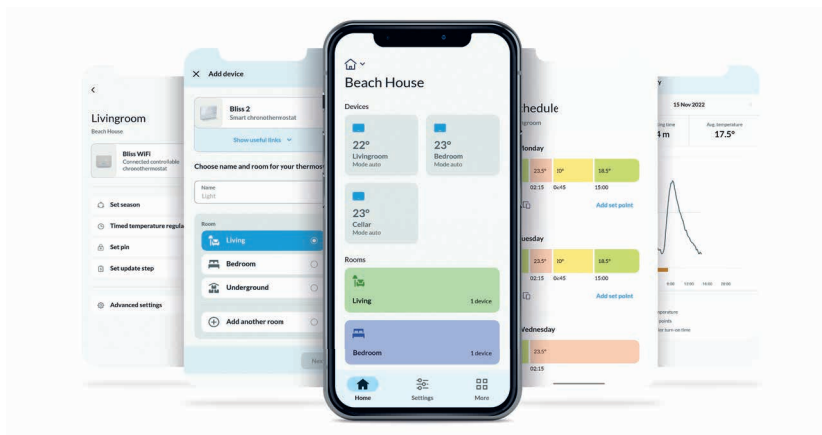 Livingroom
Beach House
Bliss WiFi
Connected controllable
chronothermostat
Set season
Timed temperature regula
Set pin
Set update step
Advanced settings
Add device
Bliss 2
Smart chronothermostat
Show useful links
Choose name and room for your thermos
Name
Light
Room
Living
Bedroom
Underground
Add another room
Beach House
Devices
22°
Livingroom
Mode auto
23°
Bedroom
Mode auto
23°
Cellar
Mode auto
Rooms
Living
1 device
Bedroom
1 device
Home
Settings
More
hedule
ngroom
Monday
23.5°
10°
18.5°
02:15
0u45
15:00
Add set point
uesday
23.5°
10°
18.5°
02:15
0u45
15:00
Add set point
Wednesday
23.5°
02:15
15 Nov 2022
Avg. temperature
17.5°